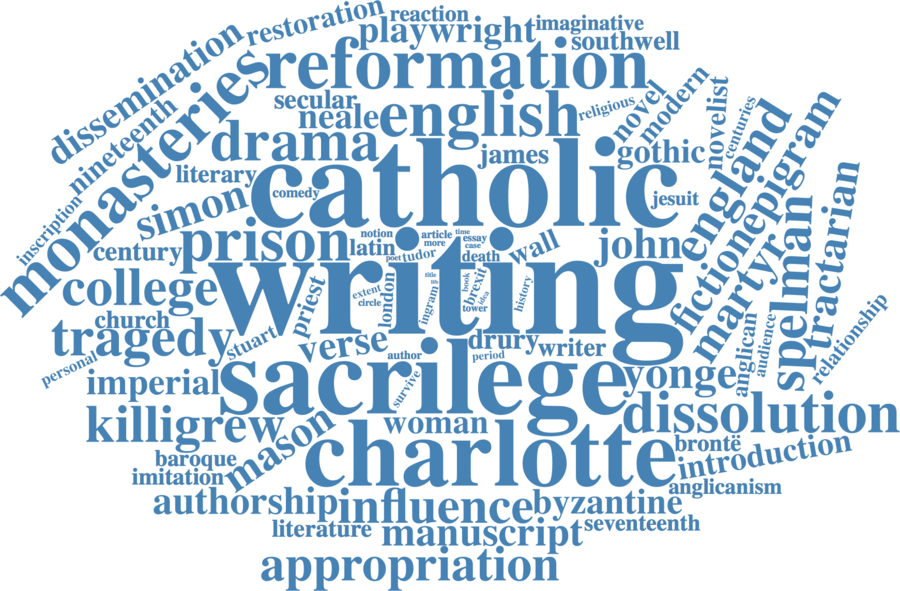 restoration
reaction
playwright
imaginative
southwell
dissemination
reformation
monasteries
nineteenth
secular
neale
english
religious
novel
modern
novelist
centuries
drama
literary
catholic
james
gothic
england
epigram
inscription
simon
comedy
jesuit
century
prison
notion
latin
article
more
time
essay
case
death
poet
tudor
wall
john
fiction
martyr
spelman
tractarian
college
writing
priest
extent
circle
london
title
ingram
book
brexit
idea
tower
history
church
tragedy
stuart
verse
author
drury
period
writer
anglican
audience
relationship
personal
imperial
sacrilege
survive
yonge
killigrew
mason
woman
charlotte
dissolution
brontë
introduction
baroque
imitation
anglicanism
authorship
influence
byzantine
literature
manuscript
seventeenth
appropriation